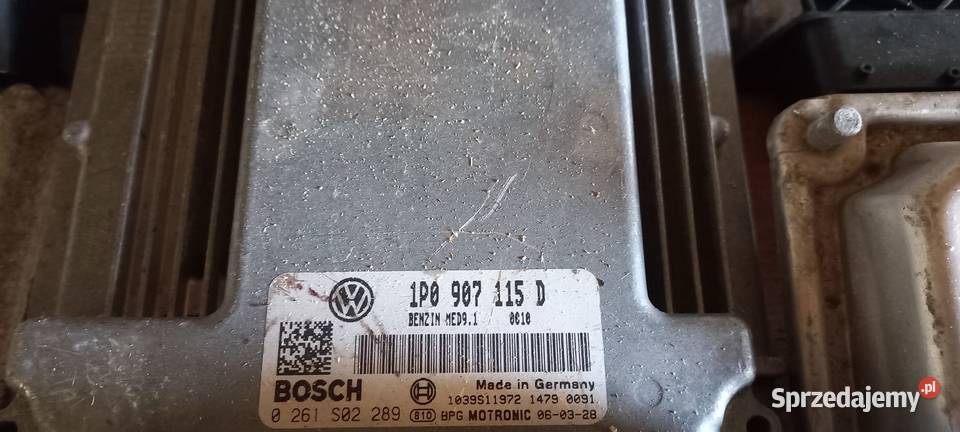 1P0 907 115 D
BENZIN MED9.1 0010
BOSCH
Made in Germany
1039S11972 1479 0091
0 261 S02 289 810 BPG MOTRONIC 06-03-28
Sprzedajemy.pl